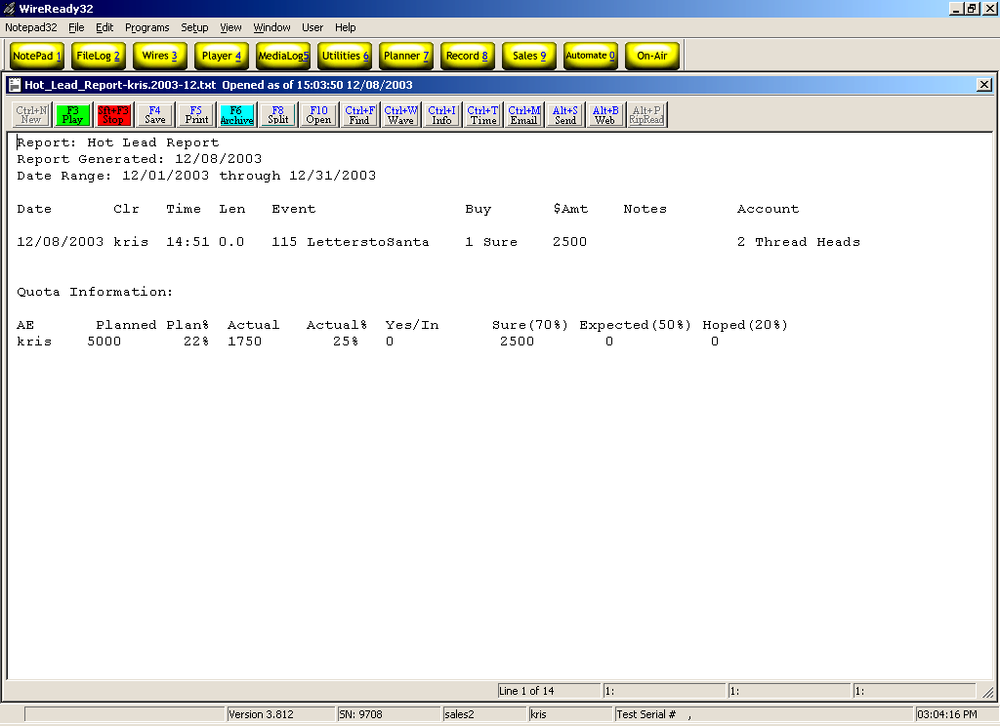 WireReady32
Notepad32 File Edit Programs Setup View Window User Help
NotePad 1 FileLog 2 Wires 3 Player 4 MediaLog5 Utilities 6 Planner 7 Record 8 Sales 9 Automate 0 On-Air
Hot_Lead_Report-kris.2003-12.txt Opened as of 15:03:50 12/08/2003
Ctrl+N F3 Sft+F3 F4 F5 F6 F8 F10 Ctrl+F Ctrl+W Ctrl+I Ctrl+T Ctrl+M Alt+S Alt+B Alt+P
New Play Stop Save Print Archive Split Open Find Wave Info Time Email Send Web RipRead
Report: Hot Lead Report
Report Generated: 12/08/2003
Date Range: 12/01/2003 through 12/31/2003
Date Clr Time Len Event Buy $Amt Notes Account
12/08/2003 kris 14:51 0.0 115 LetterstoSanta 1 Sure 2500 2 Thread Heads
Quota Information:
AE Planned Plan% Actual Actual% Yes/In Sure(70%) Expected(50%) Hoped(20%)
kris 5000 22% 1750 25% 0 2500 0 0
Line 1 of 14 1: 1: 1:
Version 3.812 SN: 9708 sales2 kris Test Serial # , 03:04:16 PM